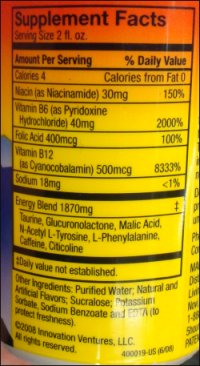 Supplement Facts
Serving Size 2 fl. oz.
Amount Per Serving % Daily Value
Calories 4 Calories from Fat 0
Niacin (as Niacinamide) 30mg 150%
Vitamin B6 (as Pyridoxine
Hydrochloride) 40mg 2000%
Folic Acid 400mcg 100%
Vitamin B12
(as Cyanocobalamin) 500mcg 8333%
Sodium 18mg <1%
Energy Blend 1870mg ‡
Taurine, Glucuronolactone, Malic Acid,
N-Acetyl L-Tyrosine, L-Phenylalanine,
Caffeine, Citicoline
‡Daily value not established.
Other Ingredients: Purified Water; Natural and
Artificial Flavors; Sucralose; Potassium
Sorbate, Sodium Benzoate and EDTA (to
protect freshness).
©2008 Innovation Ventures, LLC.
All rights reserved.
400019-US (6/08)